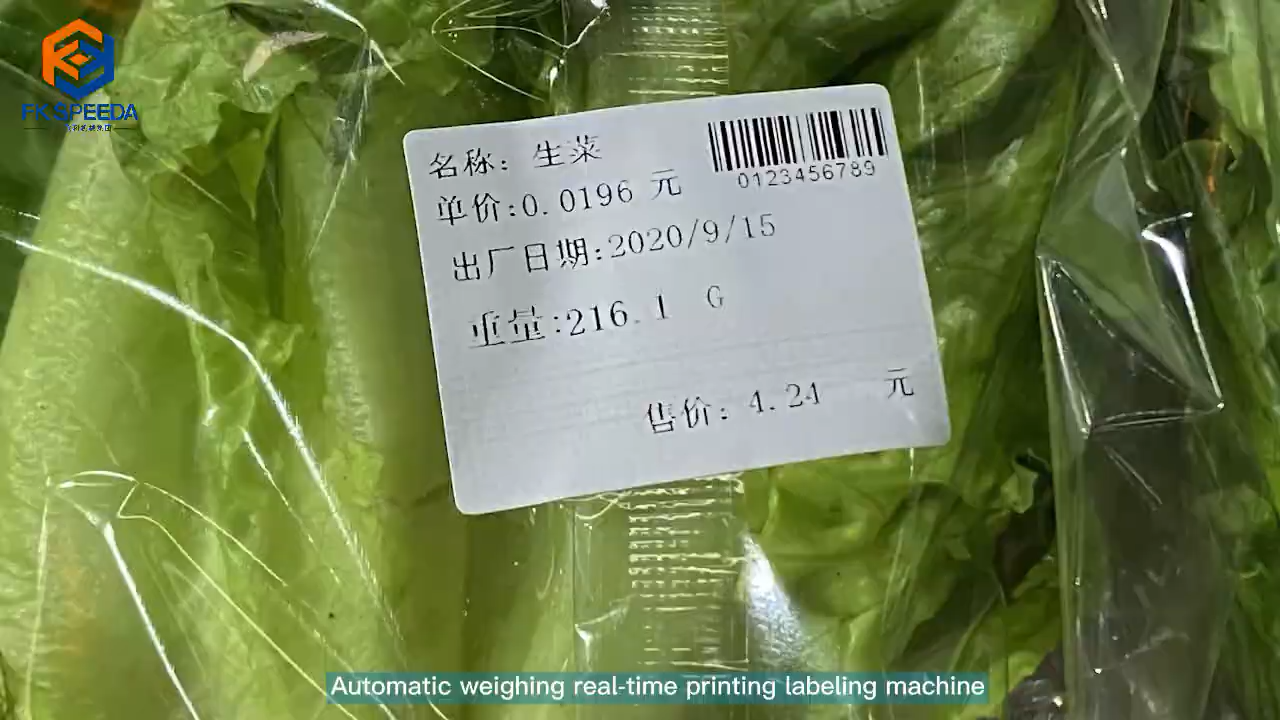 FK SPEEDA
名称: 生菜
0123456789
单价:0.0196 元
出厂日期:2020/9/15
重量:216.1 G
售价: 4.24 元
Automatic weighing real-time printing labeling machine